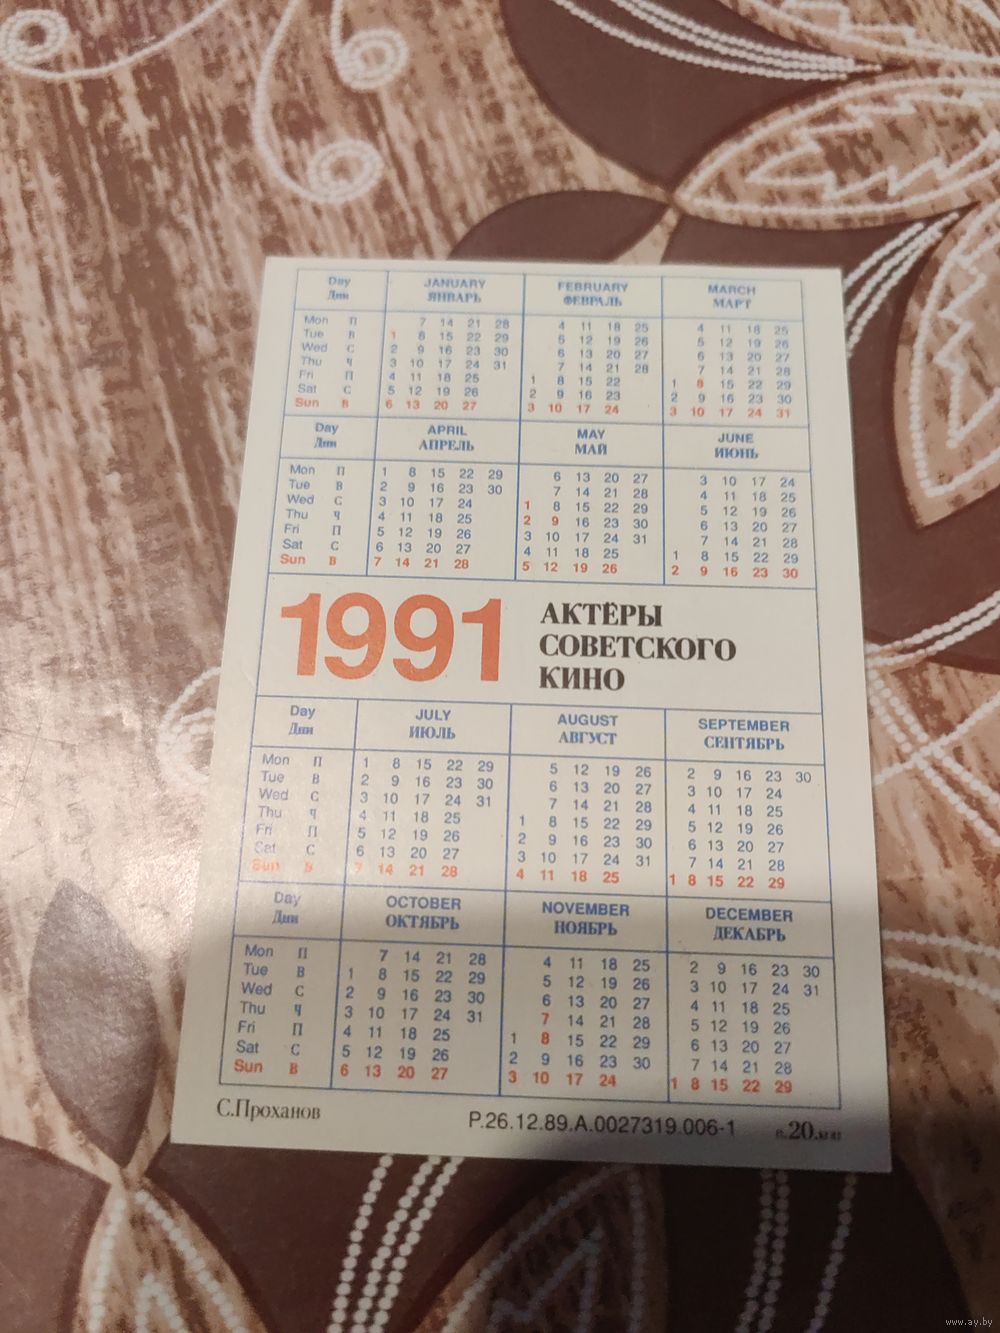 Day JANUARY FEBRUARY MARCH
Дни ЯНВАРЬ ФЕВРАЛЬ МАРТ
Mon П 7 14 21 28 4 11 18 25 4 11 18 25
Tue В 1 8 15 22 29 5 12 19 26 5 12 19 26
Wed С 2 9 16 23 30 6 13 20 27 6 13 20 27
Thu Ч 3 10 17 24 31 7 14 21 28 7 14 21 28
Fri П 4 11 18 25 1 8 15 22 1 8 15 22 29
Sat С 5 12 19 26 2 9 16 23 2 9 16 23 30
Sun В 6 13 20 27 3 10 17 24 3 10 17 24 31
Day APRIL MAY JUNE
Дни АПРЕЛЬ МАЙ ИЮНЬ
Mon П 1 8 15 22 29 6 13 20 27 3 10 17 24
Tue В 2 9 16 23 30 7 14 21 28 4 11 18 25
Wed С 3 10 17 24 1 8 15 22 29 5 12 19 26
Thu Ч 4 11 18 25 2 9 16 23 30 6 13 20 27
Fri П 5 12 19 26 3 10 17 24 31 7 14 21 28
Sat С 6 13 20 27 4 11 18 25 1 8 15 22 29
Sun В 7 14 21 28 5 12 19 26 2 9 16 23 30
1991
АКТЁРЫ
СОВЕТСКОГО
КИНО
Day JULY AUGUST SEPTEMBER
Дни ИЮЛЬ АВГУСТ СЕНТЯБРЬ
Mon П 1 8 15 22 29 5 12 19 26 2 9 16 23 30
Tue В 2 9 16 23 30 6 13 20 27 3 10 17 24
Wed С 3 10 17 24 31 7 14 21 28 4 11 18 25
Thu Ч 4 11 18 25 1 8 15 22 29 5 12 19 26
Fri П 5 12 19 26 2 9 16 23 30 6 13 20 27
Sat С 6 13 20 27 3 10 17 24 31 7 14 21 28
Sun В 7 14 21 28 4 11 18 25 1 8 15 22 29
Day OCTOBER NOVEMBER DECEMBER
Дни ОКТЯБРЬ НОЯБРЬ ДЕКАБРЬ
Mon П 7 14 21 28 4 11 18 25 2 9 16 23 30
Tue В 1 8 15 22 29 5 12 19 26 3 10 17 24 31
Wed С 2 9 16 23 30 6 13 20 27 4 11 18 25
Thu Ч 3 10 17 24 31 7 14 21 28 5 12 19 26
Fri П 4 11 18 25 1 8 15 22 29 6 13 20 27
Sat С 5 12 19 26 2 9 16 23 30 7 14 21 28
Sun В 6 13 20 27 3 10 17 24 1 8 15 22 29
С.Проханов Р.26.12.89.А.0027319.006-1 20
www.ay.by